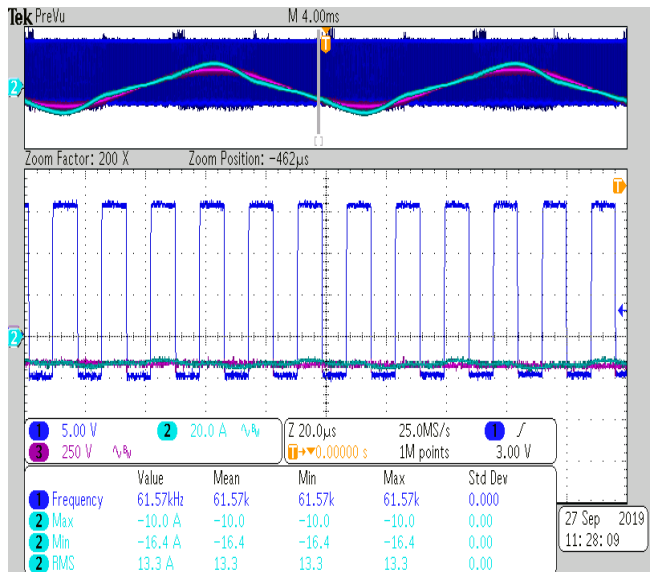 Tek PreVu M 4.00ms
T
2
Zoom Factor: 200 X Zoom Position: -462µs
T
2
1 5.00 V 2 20.0 A Z 20.0µs 25.0MS/s 1 
3 250 V T→▼0.00000 s 1M points 3.00 V
Value Mean Min Max Std Dev
1 Frequency 61.57kHz 61.57k 61.57k 61.57k 0.000
2 Max -10.0 A -10.0 -10.0 -10.0 0.00
2 Min -16.4 A -16.4 -16.4 -16.4 0.00
2 RMS 13.3 A 13.3 13.3 13.3 0.00
27 Sep 2019
11:28:09